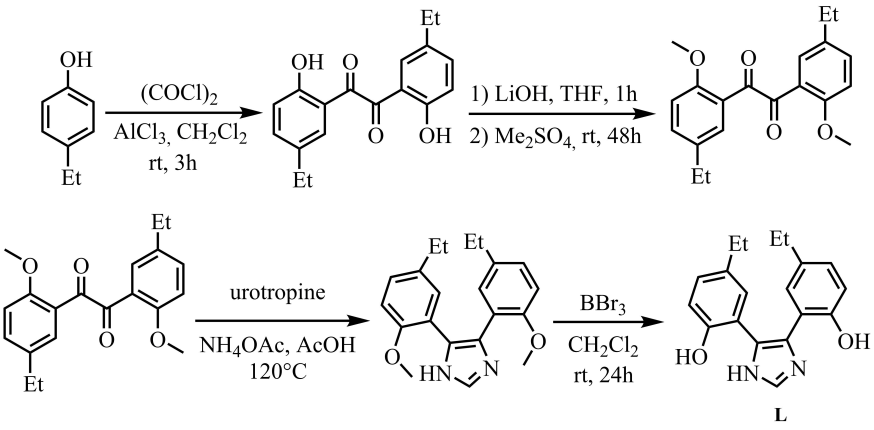 OH
Et
(COCl)₂
AlCl₃, CH₂Cl₂
rt, 3h
Et
OH
O
O
OH
Et
1) LiOH, THF, 1h
2) Me₂SO₄, rt, 48h
Et
O
O
O
O
Et
Et
O
O
O
O
Et
urotropine
NH₄OAc, AcOH
120°C
Et
Et
O
O
HN
N
BBr₃
CH₂Cl₂
rt, 24h
Et
Et
HO
OH
HN
N
L